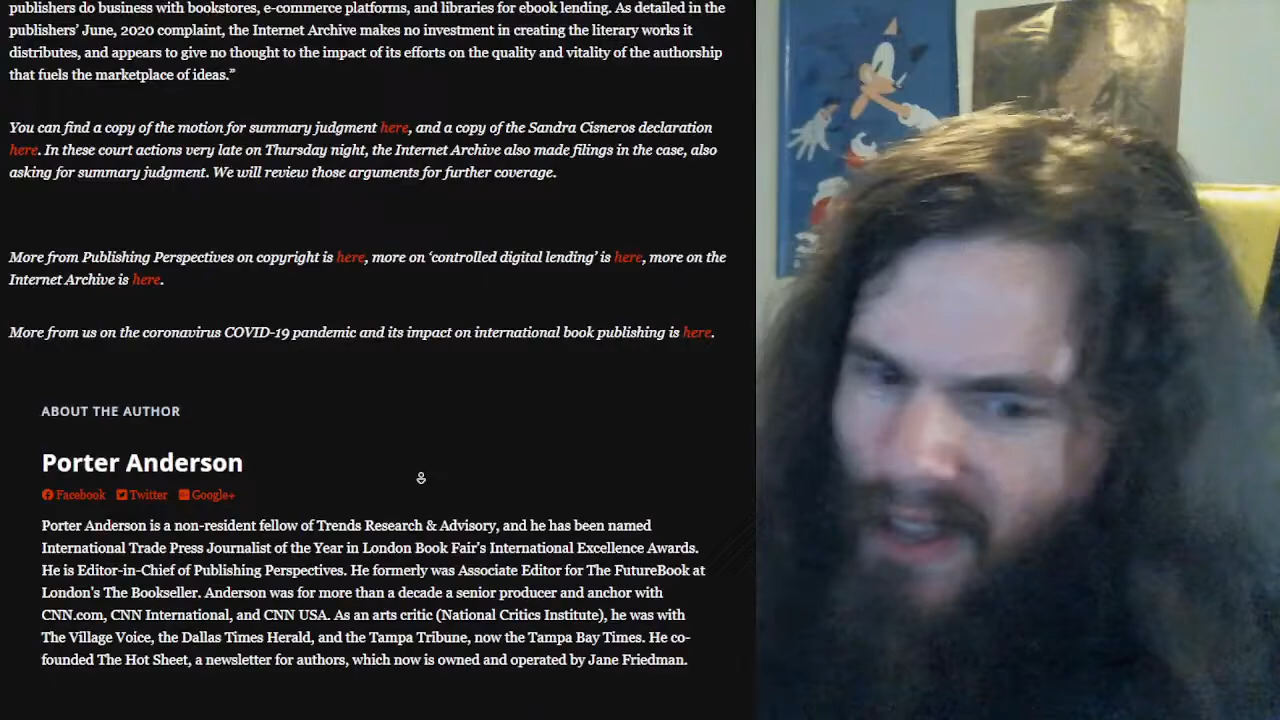 publishers do business with bookstores, e-commerce platforms, and libraries for ebook lending. As detailed in the
publishers' June, 2020 complaint, the Internet Archive makes no investment in creating the literary works it
distributes, and appears to give no thought to the impact of its efforts on the quality and vitality of the authorship
that fuels the marketplace of ideas.”
You can find a copy of the motion for summary judgment here, and a copy of the Sandra Cisneros declaration
here. In these court actions very late on Thursday night, the Internet Archive also made filings in the case, also
asking for summary judgment. We will review those arguments for further coverage.
More from Publishing Perspectives on copyright is here, more on ‘controlled digital lending’ is here, more on the
Internet Archive is here.
More from us on the coronavirus COVID-19 pandemic and its impact on international book publishing is here.
ABOUT THE AUTHOR
Porter Anderson
Facebook Twitter Google+
Porter Anderson is a non-resident fellow of Trends Research & Advisory, and he has been named
International Trade Press Journalist of the Year in London Book Fair's International Excellence Awards.
He is Editor-in-Chief of Publishing Perspectives. He formerly was Associate Editor for The FutureBook at
London's The Bookseller. Anderson was for more than a decade a senior producer and anchor with
CNN.com, CNN International, and CNN USA. As an arts critic (National Critics Institute), he was with
The Village Voice, the Dallas Times Herald, and the Tampa Tribune, now the Tampa Bay Times. He co-
founded The Hot Sheet, a newsletter for authors, which now is owned and operated by Jane Friedman.